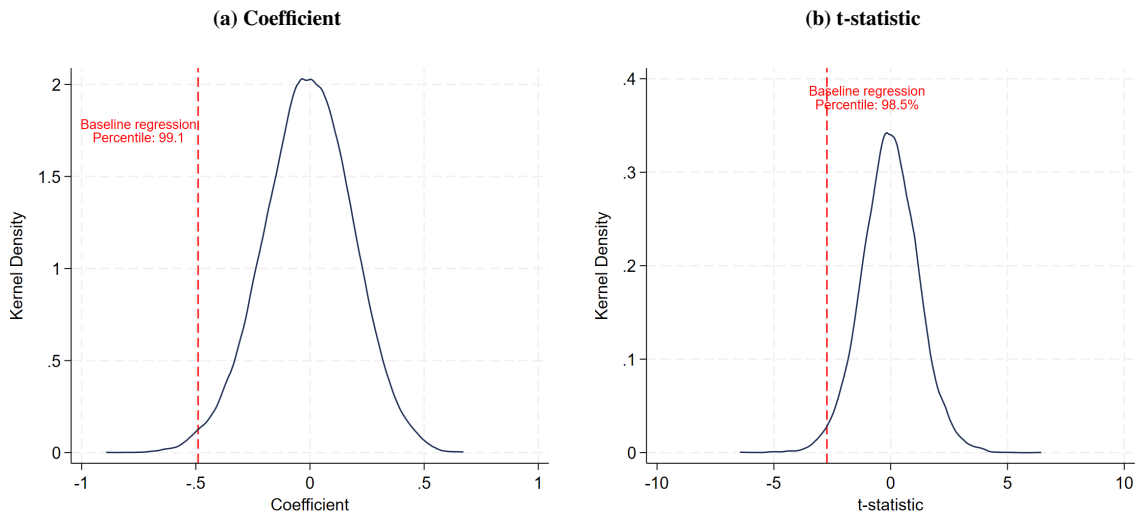 (a) Coefficient
2
1.5
1
.5
0
Kernel Density
Baseline regression
Percentile: 99.1
-1
-.5
0
.5
1
Coefficient
(b) t-statistic
.4
.3
.2
.1
0
Kernel Density
Baseline regression
Percentile: 98.5%
-10
-5
0
5
10
t-statistic